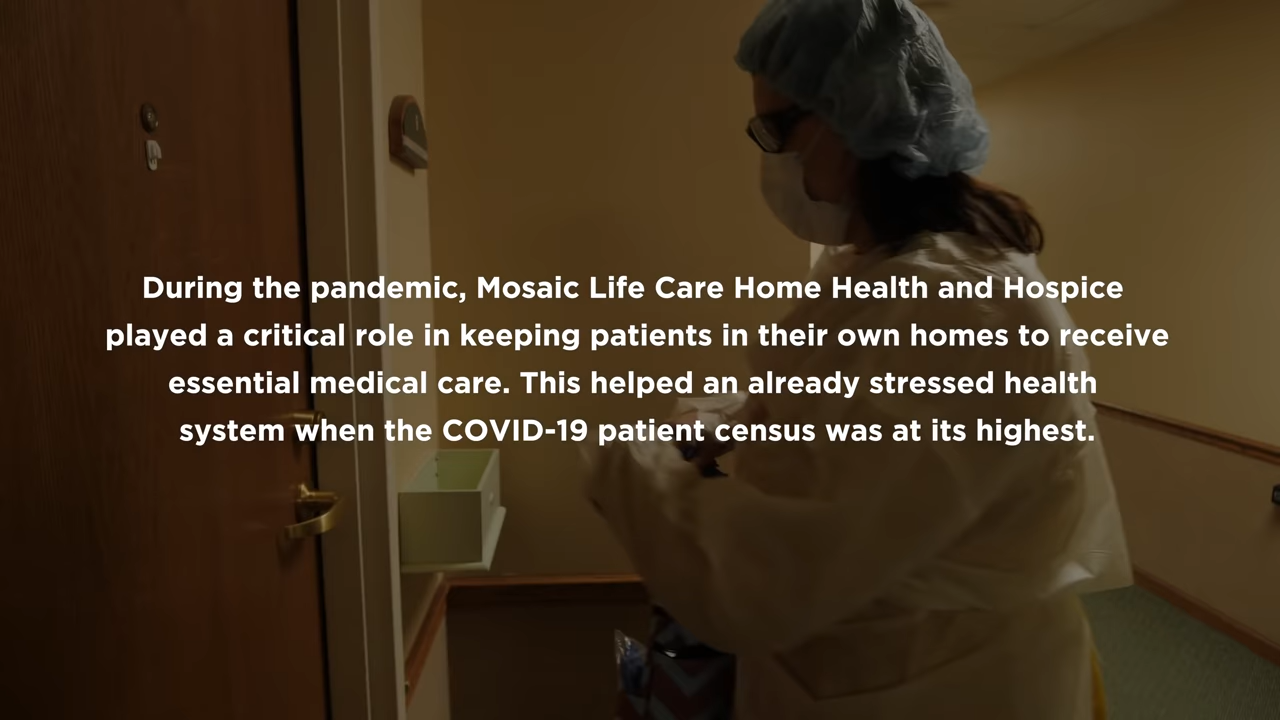 During the pandemic, Mosaic Life Care Home Health and Hospice
played a critical role in keeping patients in their own homes to receive
essential medical care. This helped an already stressed health
system when the COVID-19 patient census was at its highest.